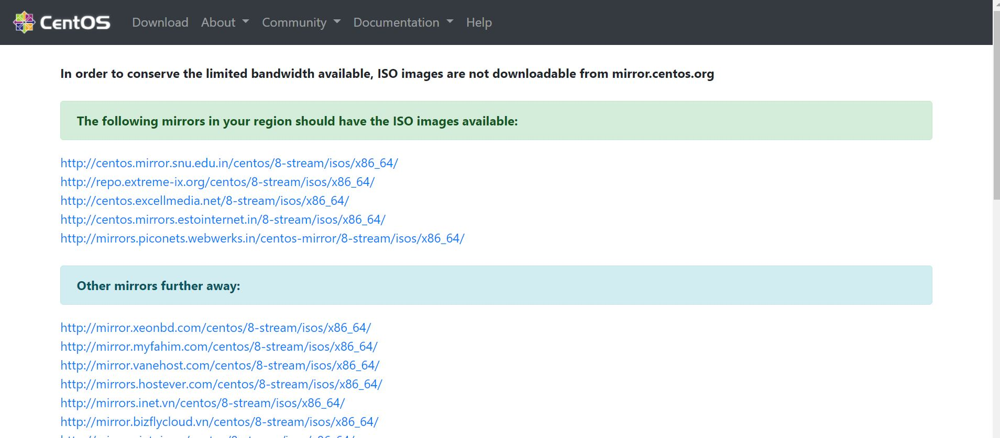 CentOS Download About Community Documentation Help
In order to conserve the limited bandwidth available, ISO images are not downloadable from mirror.centos.org
The following mirrors in your region should have the ISO images available:
http://centos.mirror.snu.edu.in/centos/8-stream/isos/x86_64/
http://repo.extreme-ix.org/centos/8-stream/isos/x86_64/
http://centos.excellmedia.net/8-stream/isos/x86_64/
http://centos.mirrors.estointernet.in/8-stream/isos/x86_64/
http://mirrors.piconets.webwerks.in/centos-mirror/8-stream/isos/x86_64/
Other mirrors further away:
http://mirror.xeonbd.com/centos/8-stream/isos/x86_64/
http://mirror.myfahim.com/centos/8-stream/isos/x86_64/
http://mirror.vanehost.com/centos/8-stream/isos/x86_64/
http://mirrors.hostever.com/centos/8-stream/isos/x86_64/
http://mirrors.inet.vn/centos/8-stream/isos/x86_64/
http://mirror.bizflycloud.vn/centos/8-stream/isos/x86_64/